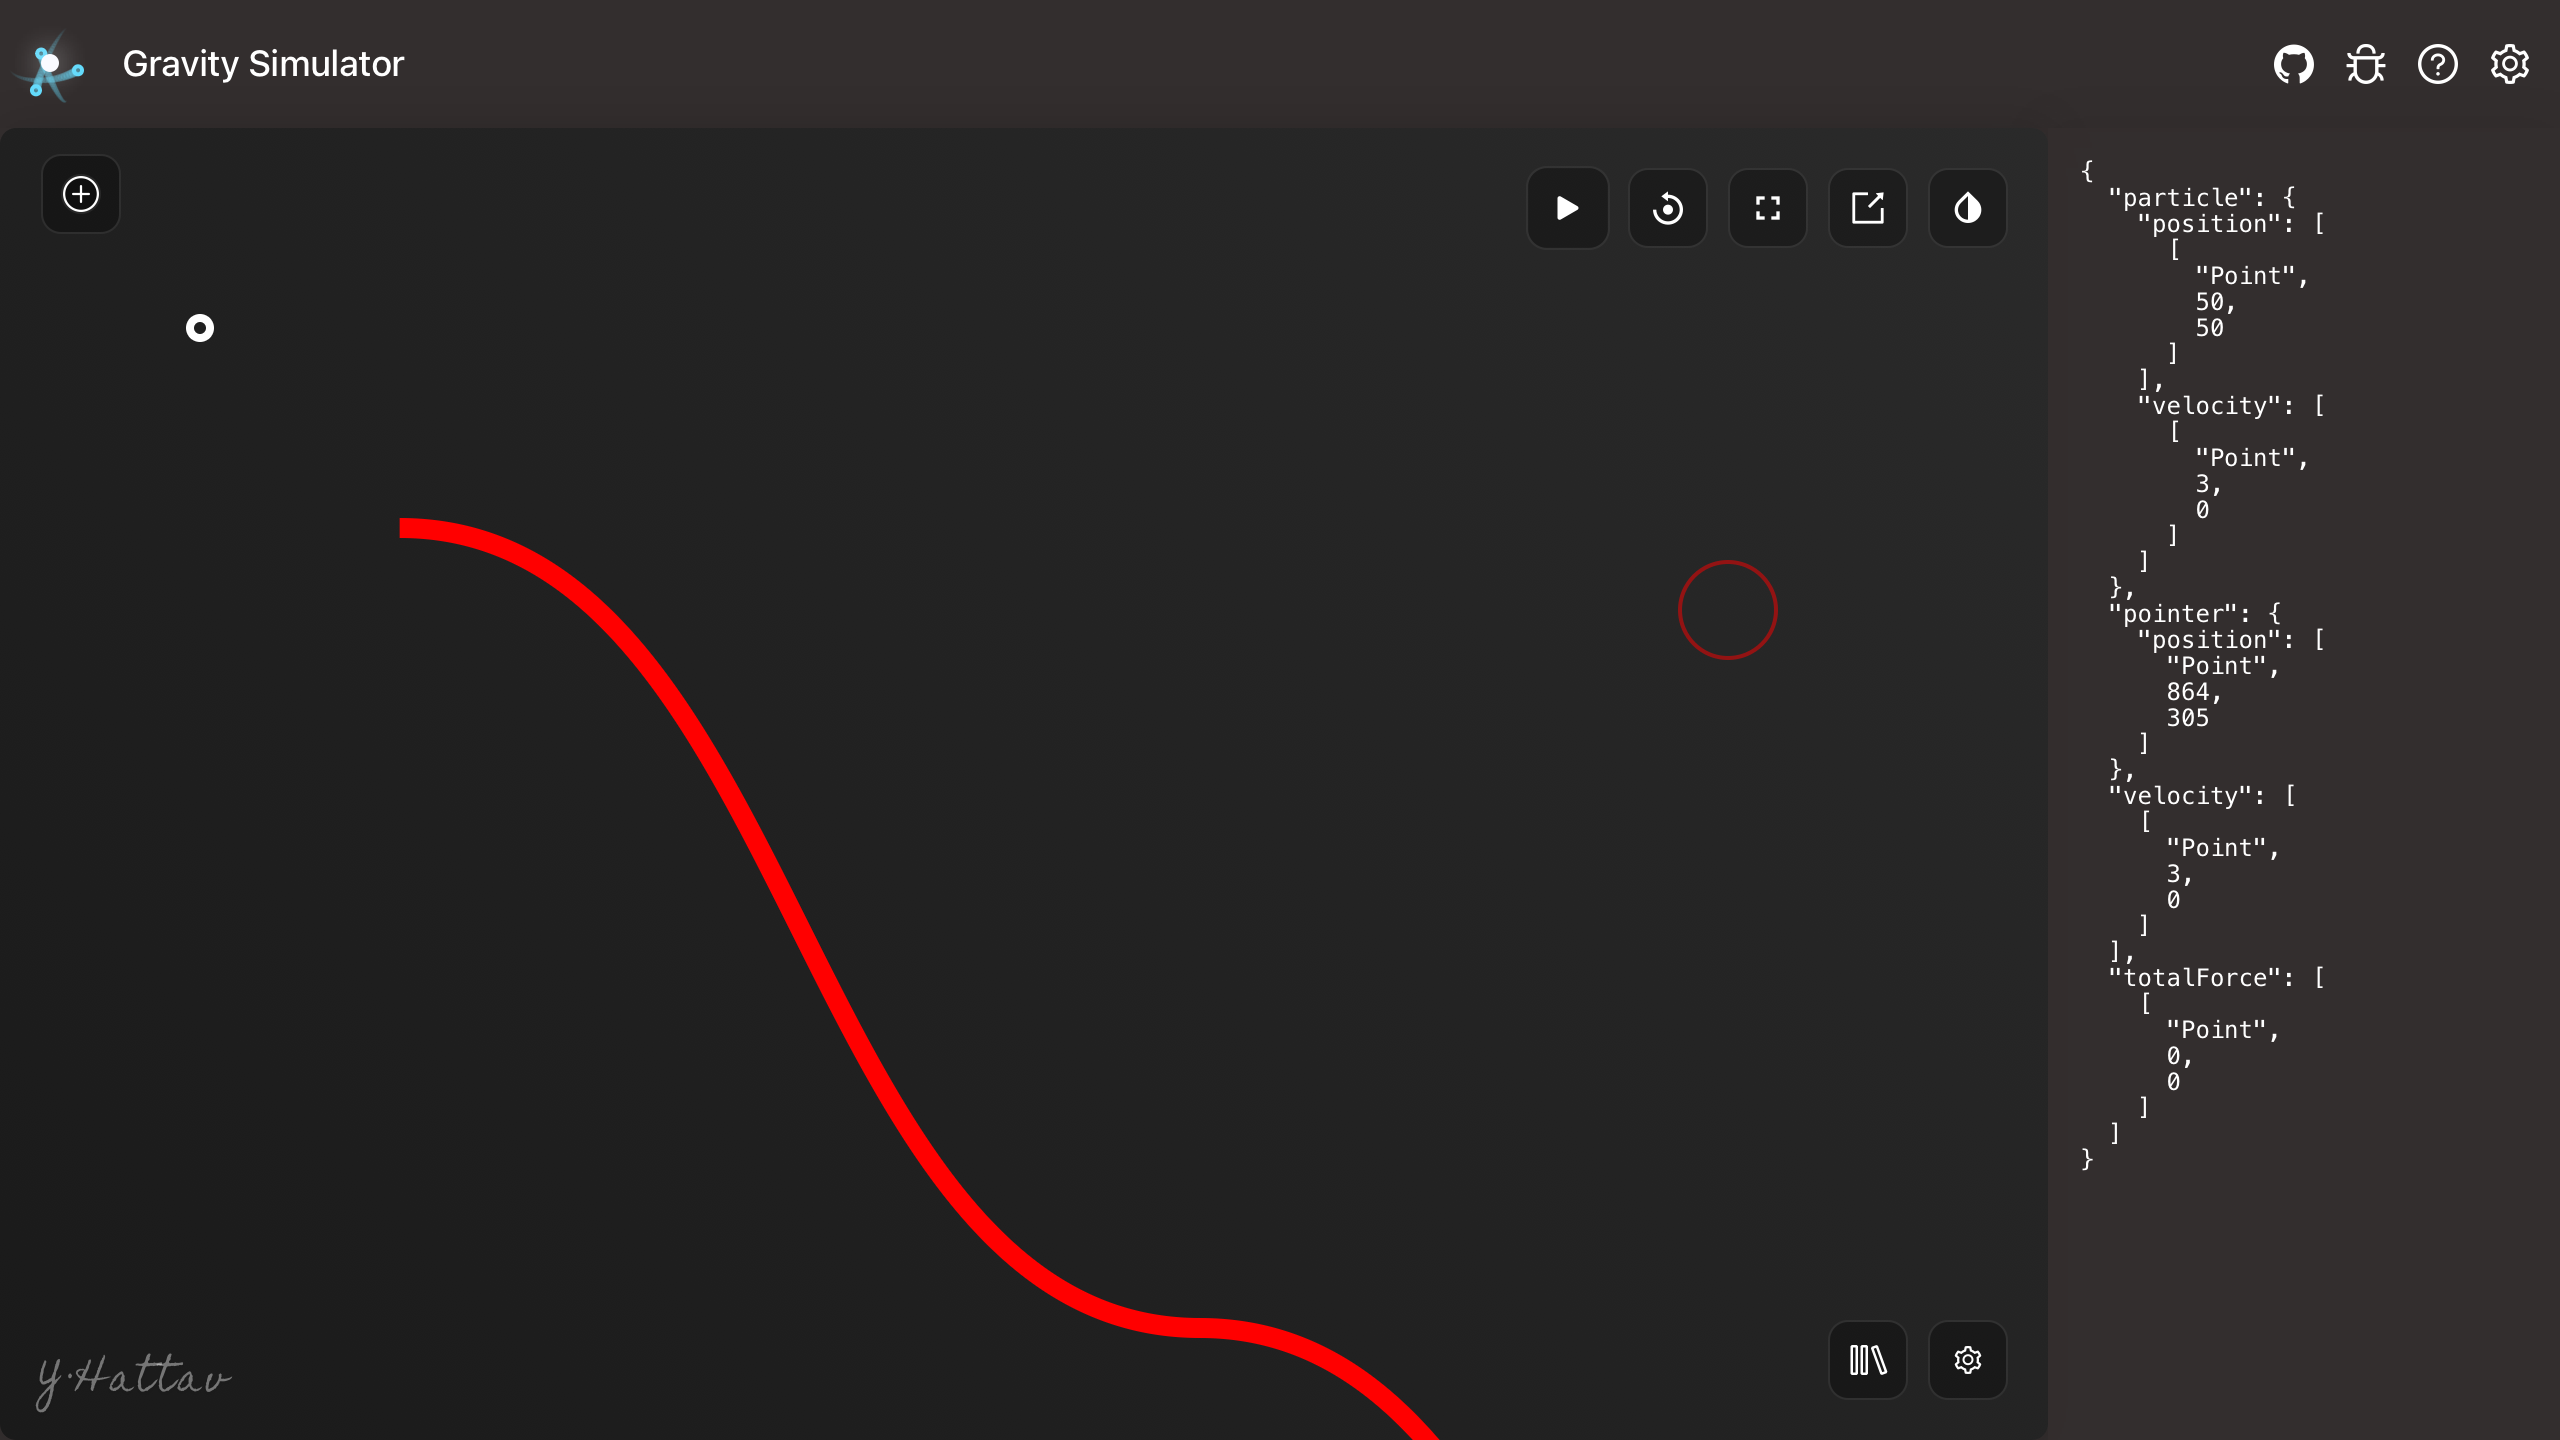 Gravity Simulator
{
"particle": {
"position": [
[
"Point",
50,
50
]
],
"velocity": [
[
"Point",
3,
0
]
]
},
"pointer": {
"position": [
"Point",
864,
305
]
},
"velocity": [
[
"Point",
3,
0
]
],
"totalForce": [
[
"Point",
0,
0
]
]
}
Y·Hattav